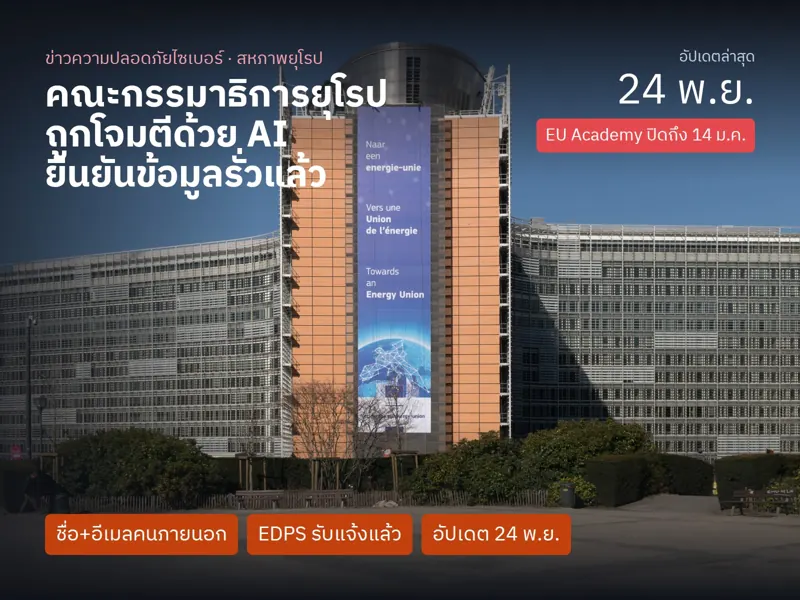 ข่าวความปลอดภัยไซเบอร์ · สหภาพยุโรป
คณะกรรมาธิการยุโรป
ถูกโจมตีด้วย AI
ยืนยันข้อมูลรั่วแล้ว
อัปเดตล่าสุด
24 พ.ย.
EU Academy ปิดถึง 14 ม.ค.
Naar
een
energie-unie
Vers une
Union
de l'énergie
Towards
an
Energy Union
ชื่อ+อีเมลคนภายนอก
EDPS รับแจ้งแล้ว
อัปเดต 24 พ.ย.